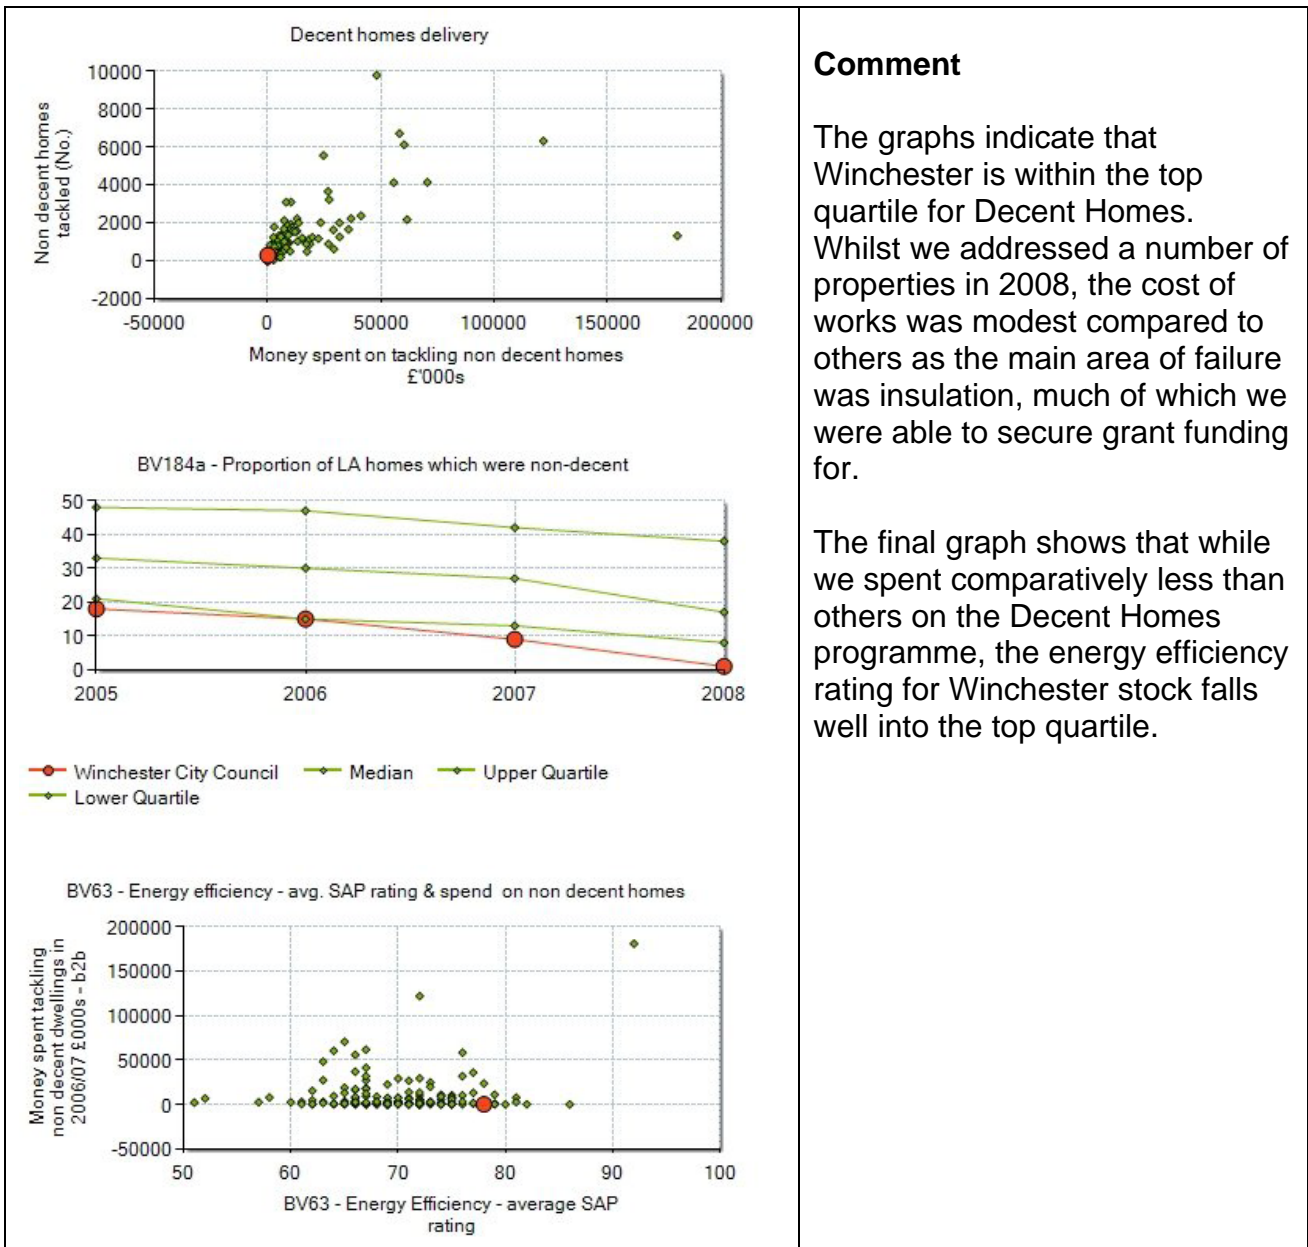 Decent homes delivery
10000
8000
6000
4000
2000
0
-2000
Non decent homes
tackled (No.)
-50000 0 50000 100000 150000 200000
Money spent on tackling non decent homes
£'000s
BV184a - Proportion of LA homes which were non-decent
50
40
30
20
10
0
2005 2006 2007 2008
Winchester City Council Median Upper Quartile
Lower Quartile
BV63 - Energy efficiency - avg. SAP rating & spend on non decent homes
200000
150000
100000
50000
0
-50000
Money spent tackling
non decent dwellings in
2006/07 £000s - b2b
50 60 70 80 90 100
BV63 - Energy Efficiency - average SAP
rating
Comment
The graphs indicate that
Winchester is within the top
quartile for Decent Homes.
Whilst we addressed a number of
properties in 2008, the cost of
works was modest compared to
others as the main area of failure
was insulation, much of which we
were able to secure grant funding
for.
The final graph shows that while
we spent comparatively less than
others on the Decent Homes
programme, the energy efficiency
rating for Winchester stock falls
well into the top quartile.